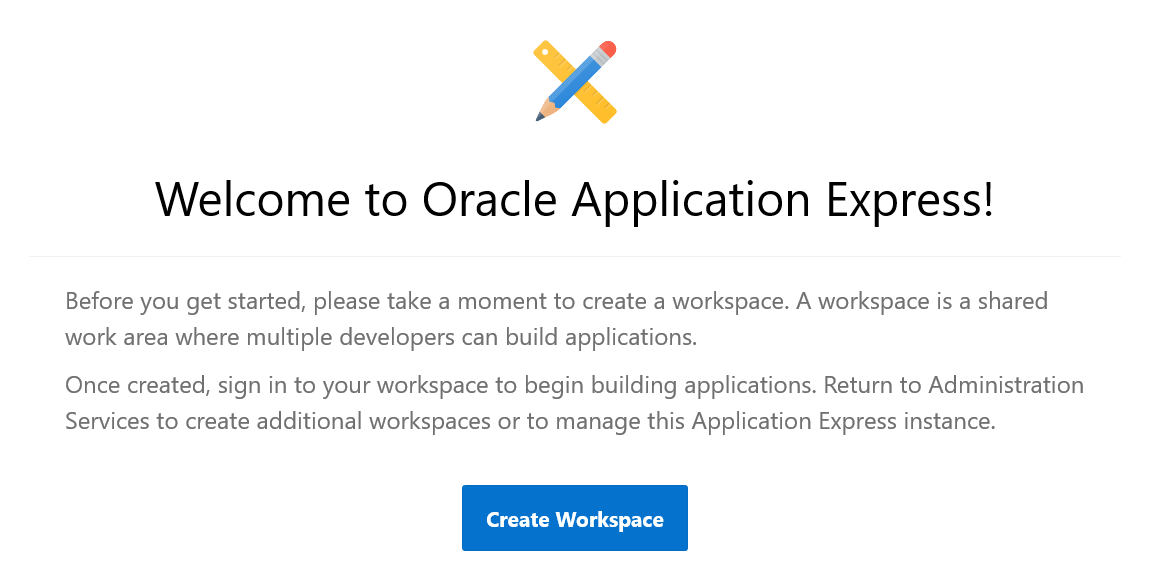 Welcome to Oracle Application Express!
Before you get started, please take a moment to create a workspace. A workspace is a shared
work area where multiple developers can build applications.
Once created, sign in to your workspace to begin building applications. Return to Administration
Services to create additional workspaces or to manage this Application Express instance.
Create Workspace